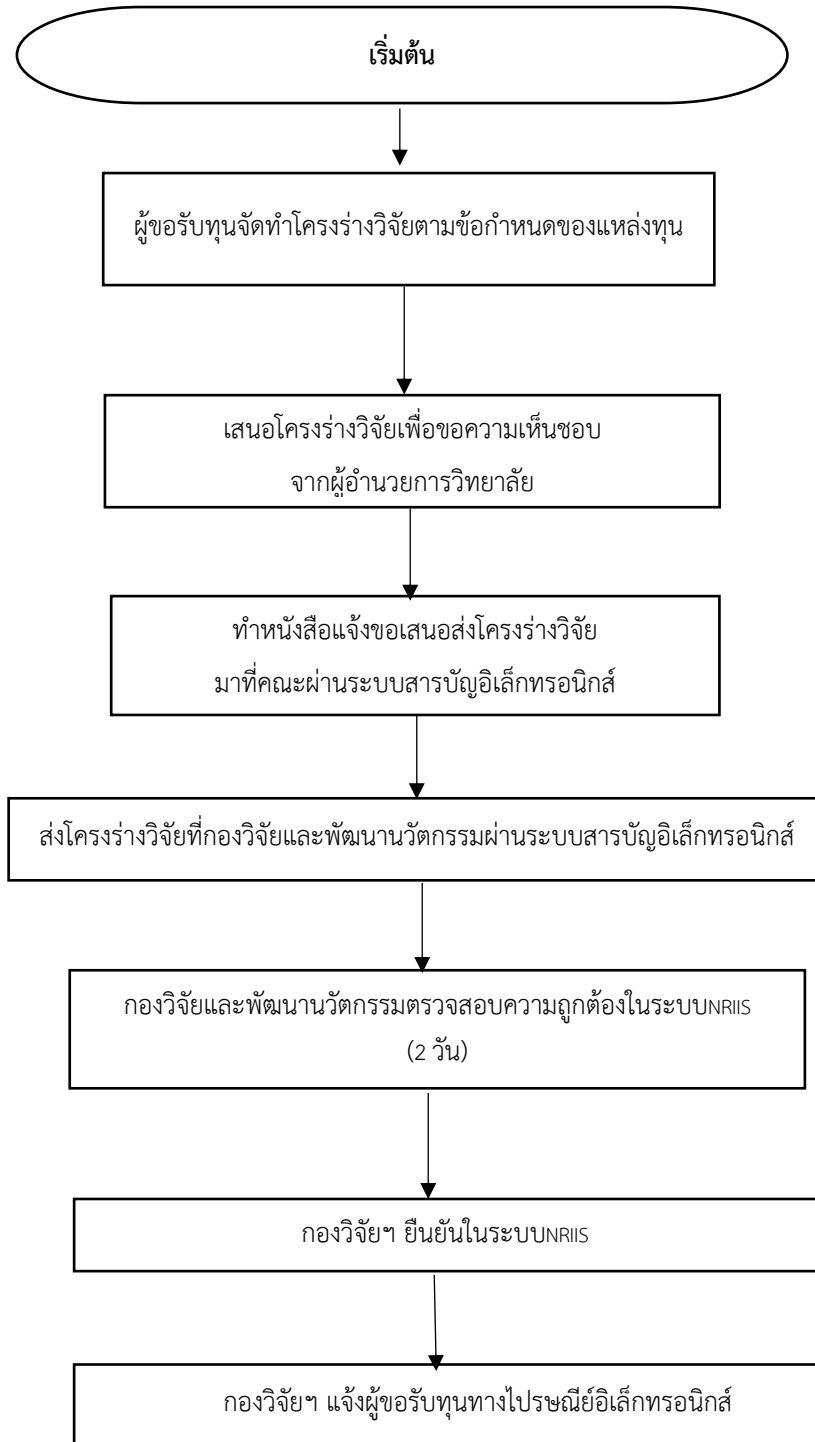 เริ่มต้น
ผู้ขอรับทุนจัดทำโครงร่างวิจัยตามข้อกำหนดของแหล่งทุน
เสนอโครงร่างวิจัยเพื่อขอความเห็นชอบ
จากผู้อำนวยการวิทยาลัย
ทำหนังสือแจ้งขอเสนอส่งโครงร่างวิจัย
มาที่คณะผ่านระบบสารบัญอิเล็กทรอนิกส์
ส่งโครงร่างวิจัยที่กองวิจัยและพัฒนานวัตกรรมผ่านระบบสารบัญอิเล็กทรอนิกส์
กองวิจัยและพัฒนานวัตกรรมตรวจสอบความถูกต้องในระบบNRIIS
(2 วัน)
กองวิจัยฯ ยืนยันในระบบNRIIS
กองวิจัยฯ แจ้งผู้ขอรับทุนทางไปรษณีย์อิเล็กทรอนิกส์